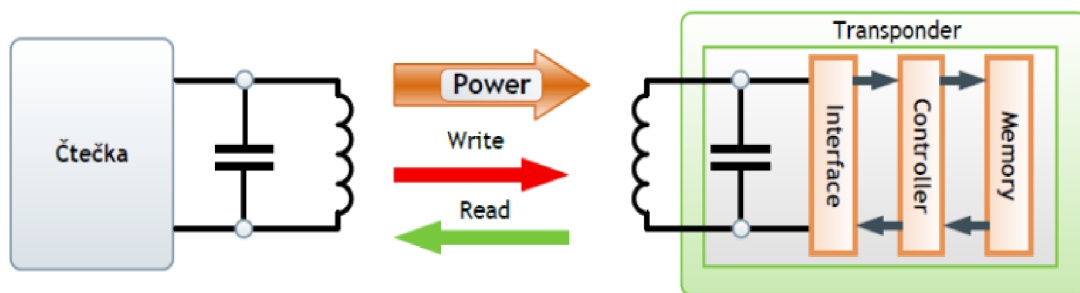 Transponder
Čtečka
Power
Write
Read
Interface
Controller
Memory